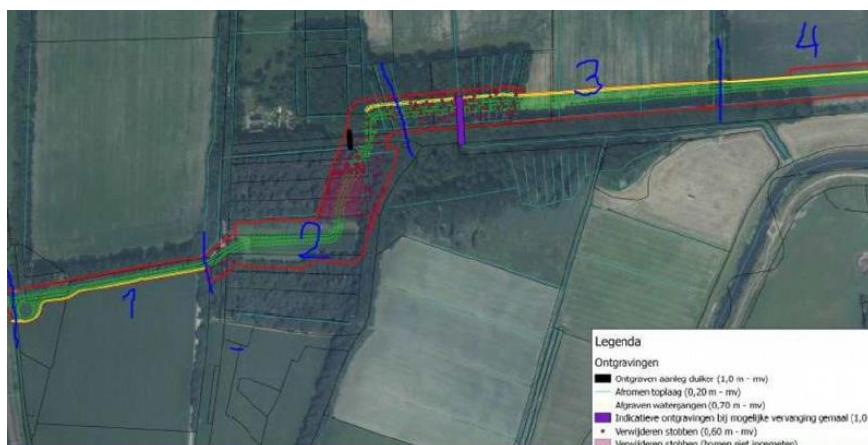 4
3
2
1
Legenda
Ontgravingen
Ontgraven aanleg duiker (1,0 m - mv)
Afromen toplaag (0,20 m - mv)
Afgraven watergangen (0,70 m - mv)
Indicatieve ontgravingen bij mogelijke vervanging gemaal (1,0
Verwijderen stobben (0,60 m - mv)
Verwijderen stobben (bomen niet ingemeten)